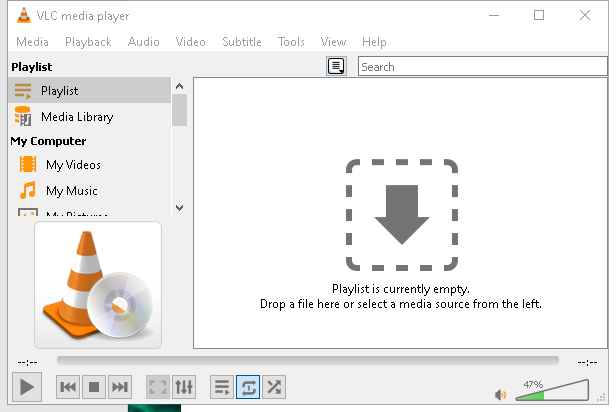 VLC media player
Media Playback Audio Video Subtitle Tools View Help
Playlist
Search
Playlist
Media Library
My Computer
My Videos
My Music
My Pictures
Playlist is currently empty.
Drop a file here or select a media source from the left.
--:--
--:--
47%